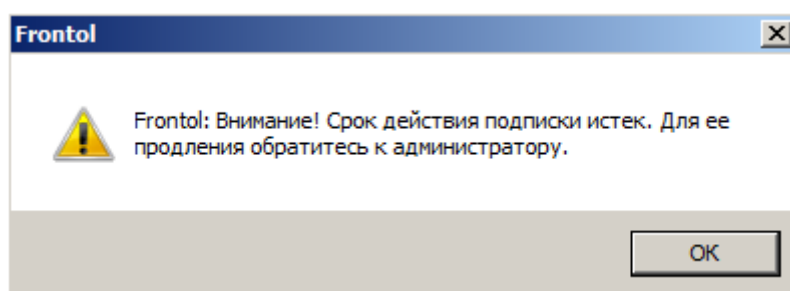 Frontol
Frontol: Внимание! Срок действия подписки истек. Для ее
продления обратитесь к администратору.
OK